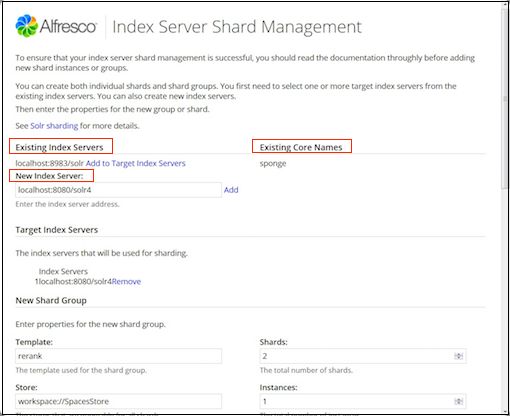 Alfresco Index Server Shard Management
To ensure that your index server shard management is successful, you should read the documentation throughly before adding
new shard instances or groups.
You can create both individual shards and shard groups. You first need to select one or more target index servers from the
existing index servers. You can also create new index servers.
Then enter the properties for the new group or shard.
See Solr sharding for more details.
Existing Index Servers
Existing Core Names
localhost:8983/solr Add to Target Index Servers
sponge
New Index Server:
localhost:8080/solr4 Add
Enter the index server address.
Target Index Servers
The index servers that will be used for sharding.
Index Servers
1localhost:8080/solr4Remove
New Shard Group
Enter properties for the new shard group.
Template:
Shards:
rerank
2
The template used for the shard group.
The total number of shards.
Store:
Instances:
workspace://SpacesStore
1